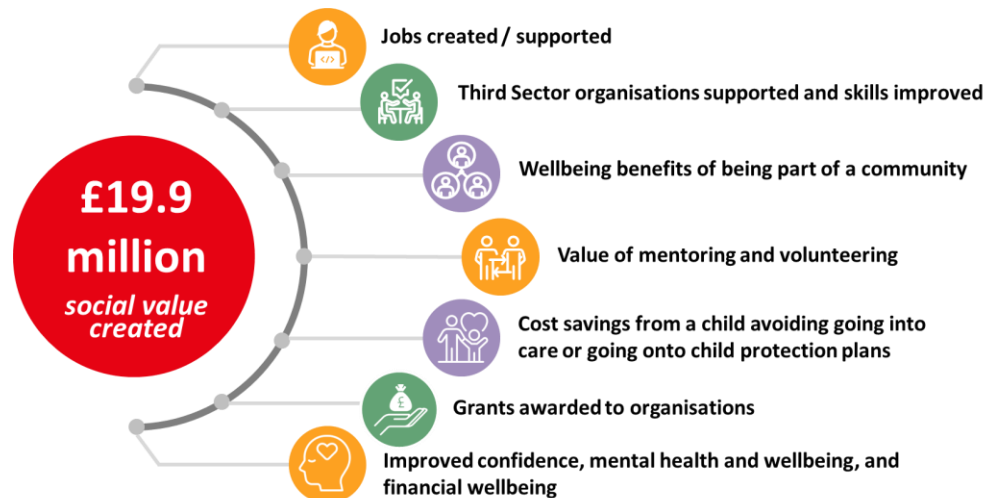 Jobs created / supported
Third Sector organisations supported and skills improved
Wellbeing benefits of being part of a community
£19.9
million
social value
created
Value of mentoring and volunteering
Cost savings from a child avoiding going into
care or going onto child protection plans
£
Grants awarded to organisations
Improved confidence, mental health and wellbeing, and
financial wellbeing